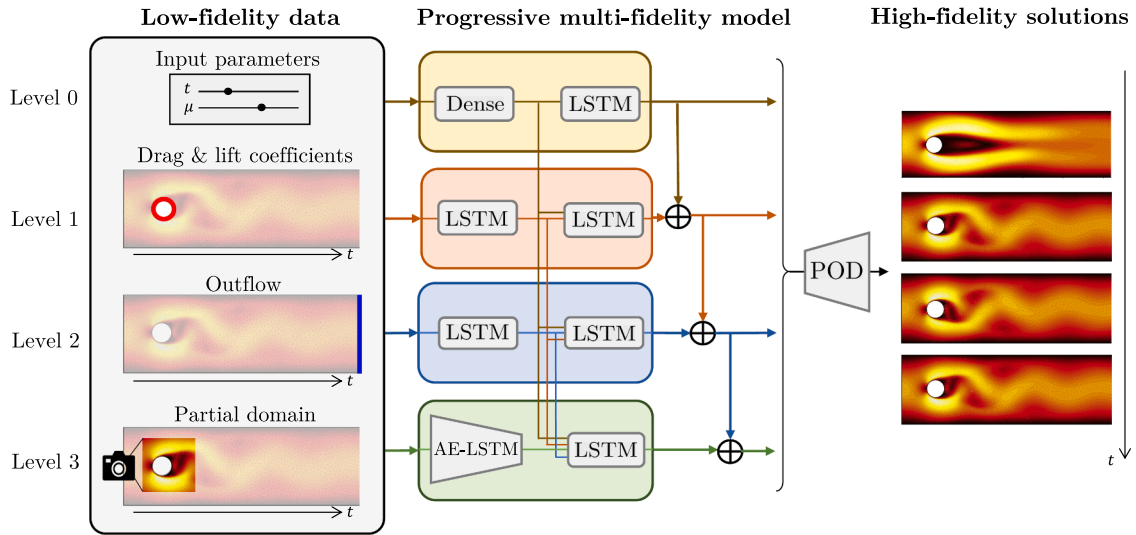 Low-fidelity data
Progressive multi-fidelity model
High-fidelity solutions
Level 0
Input parameters
t
μ
Dense
LSTM
Level 1
Drag & lift coefficients
t
LSTM
LSTM
Level 2
Outflow
t
LSTM
LSTM
Level 3
Partial domain
t
AE-LSTM
LSTM
POD
t